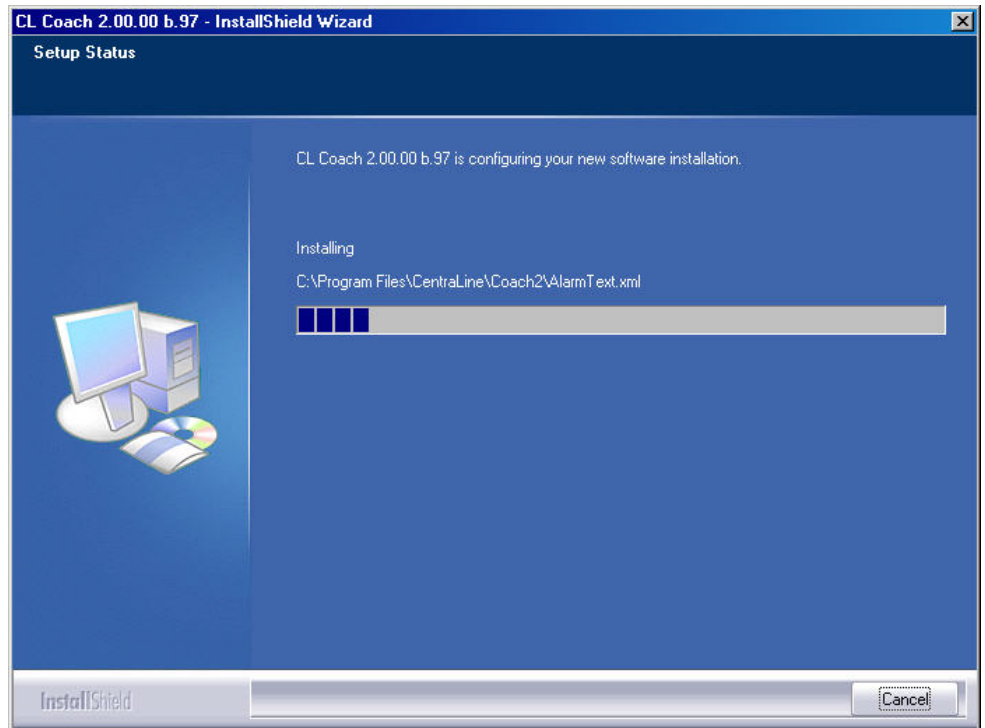 CL Coach 2.00.00 b.97 - InstallShield Wizard
Setup Status
CL Coach 2.00.00 b.97 is configuring your new software installation.
Installing
C:\Program Files\CentraLine\Coach2\AlarmText.xml
InstallShield
Cancel